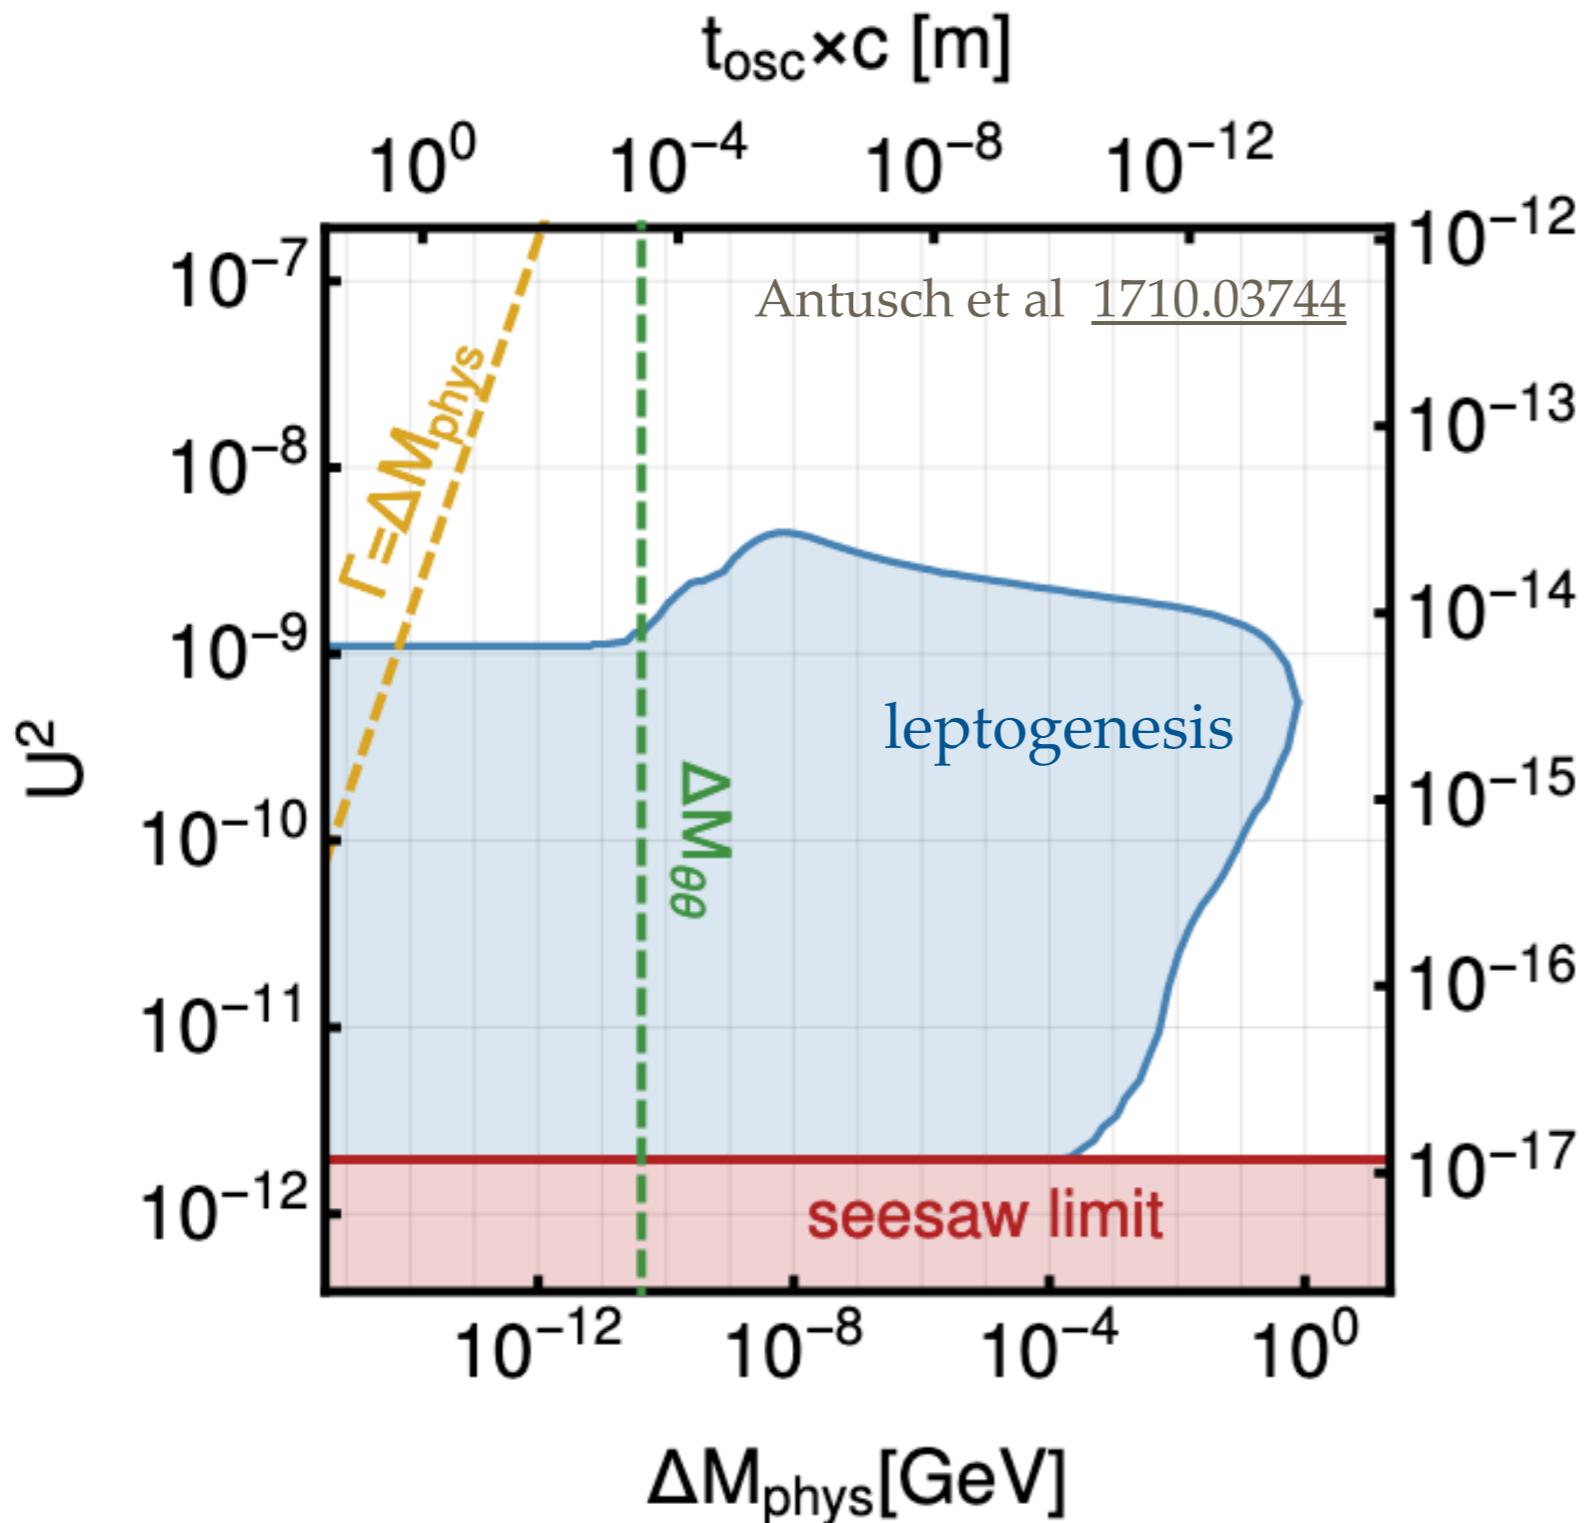 t_osc×c [m]
10^0 10^−4 10^−8 10^−12
10^−7
10^−8
10^−9
10^−10
10^−11
10^−12
U^2
10^−12
10^−13
10^−14
10^−15
10^−16
10^−17
Antusch et al 1710.03744
Γ=ΔM_phys
ΔM_θθ
leptogenesis
seesaw limit
10^−12 10^−8 10^−4 10^0
ΔM_phys[GeV]